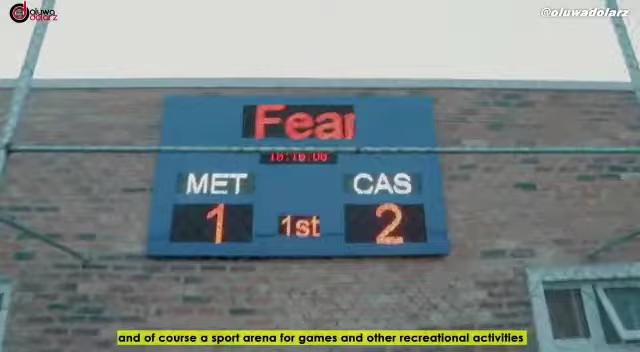 oluwa
dolarz
@oluwadolarz
Fear
18:16:06
MET
CAS
1
1st
2
and of course a sport arena for games and other recreational activities